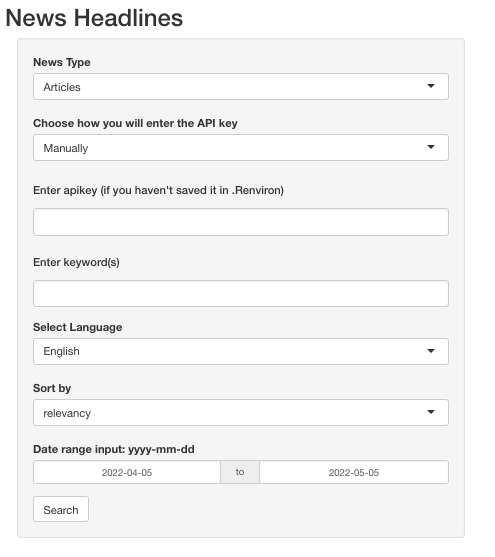 News Headlines
News Type
Articles
Choose how you will enter the API key
Manually
Enter apikey (if you haven't saved it in .Renviron)
Enter keyword(s)
Select Language
English
Sort by
relevancy
Date range input: yyyy-mm-dd
2022-04-05 to 2022-05-05
Search